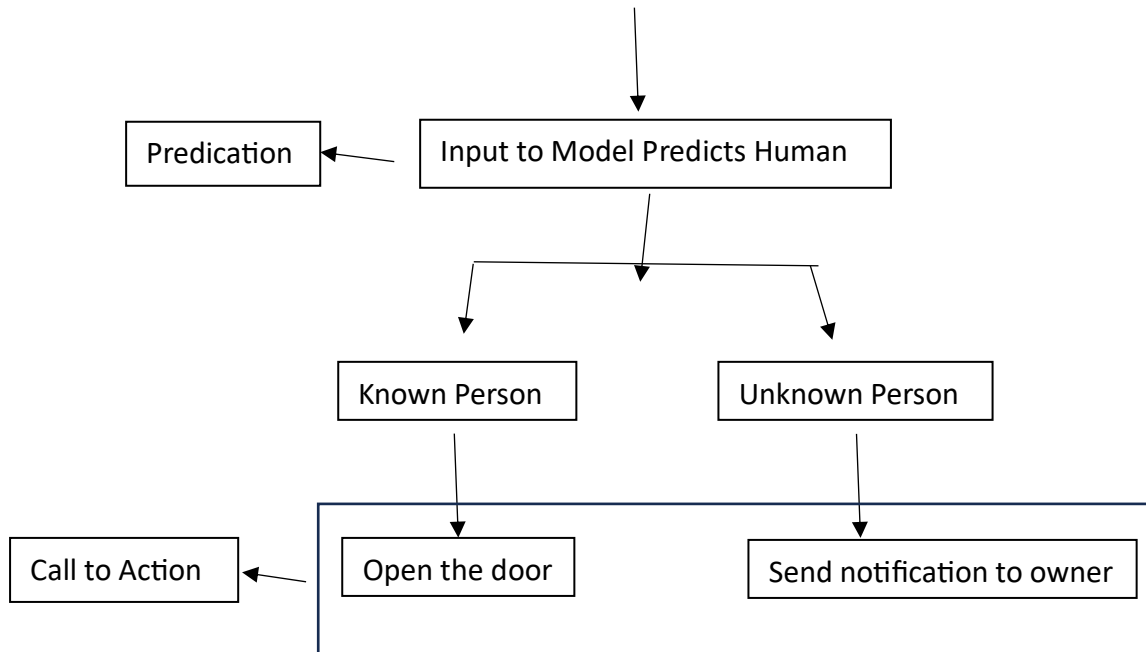 Predication
Input to Model Predicts Human
Known Person
Unknown Person
Call to Action
Open the door
Send notification to owner